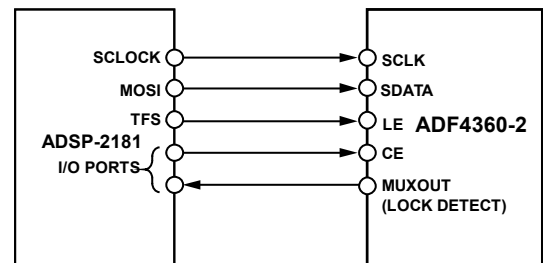 SCLOCK
MOSI
TFS
ADSP-2181
I/O PORTS
SCLK
SDATA
LE ADF4360-2
CE
MUXOUT
(LOCK DETECT)